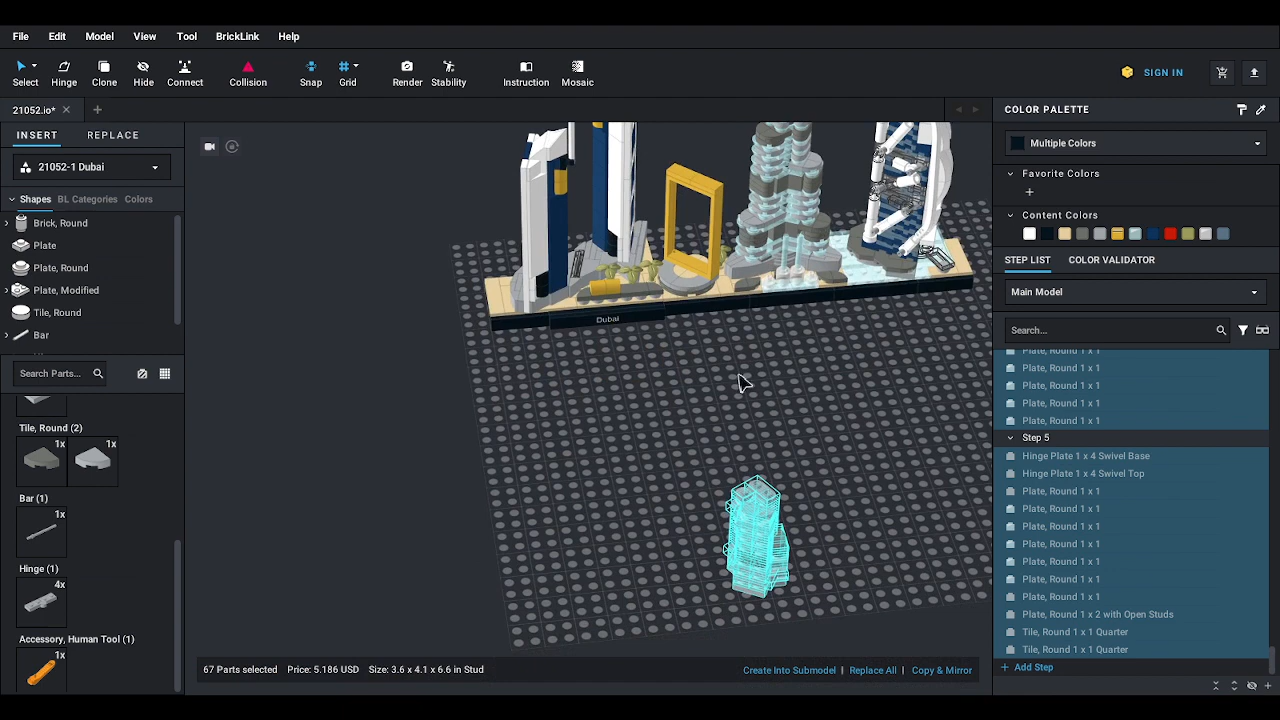 File Edit Model View Tool BrickLink Help
Select Hinge Clone Hide Connect Collision Snap Grid Render Stability Instruction Mosaic SIGN IN
21052.io*
INSERT REPLACE
21052-1 Dubai
Shapes BL Categories Colors
Brick, Round
Plate
Plate, Round
Plate, Modified
Tile, Round
Bar
Search Parts...
Tile, Round (2)
1x 1x
Bar (1)
1x
Hinge (1)
4x
Accessory, Human Tool (1)
1x
Dubai
67 Parts selected Price: 5.186 USD Size: 3.6 x 4.1 x 6.6 in Stud
Create Into Submodel | Replace All | Copy & Mirror
COLOR PALETTE
Multiple Colors
Favorite Colors
+
Content Colors
STEP LIST COLOR VALIDATOR
Main Model
Search...
Plate, Round 1 x 1
Plate, Round 1 x 1
Plate, Round 1 x 1
Plate, Round 1 x 1
Plate, Round 1 x 1
Step 5
Hinge Plate 1 x 4 Swivel Base
Hinge Plate 1 x 4 Swivel Top
Plate, Round 1 x 1
Plate, Round 1 x 1
Plate, Round 1 x 1
Plate, Round 1 x 1
Plate, Round 1 x 1
Plate, Round 1 x 1
Plate, Round 1 x 1
Plate, Round 1 x 2 with Open Studs
Tile, Round 1 x 1 Quarter
Tile, Round 1 x 1 Quarter
+ Add Step